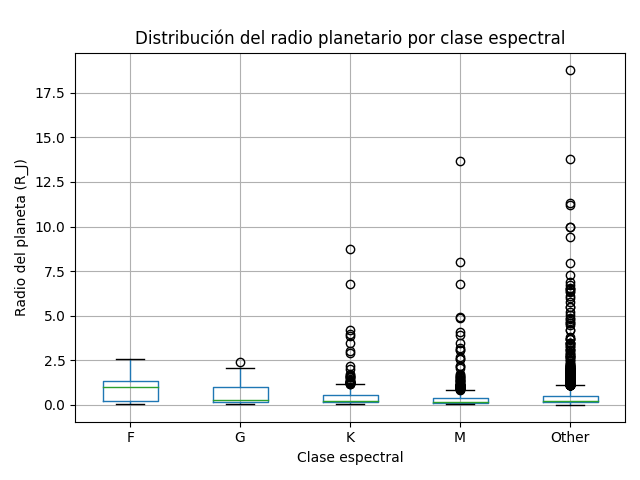 Distribución del radio planetario por clase espectral
Radio del planeta (R_J)
17.5
15.0
12.5
10.0
7.5
5.0
2.5
0.0
F G K M Other
Clase espectral